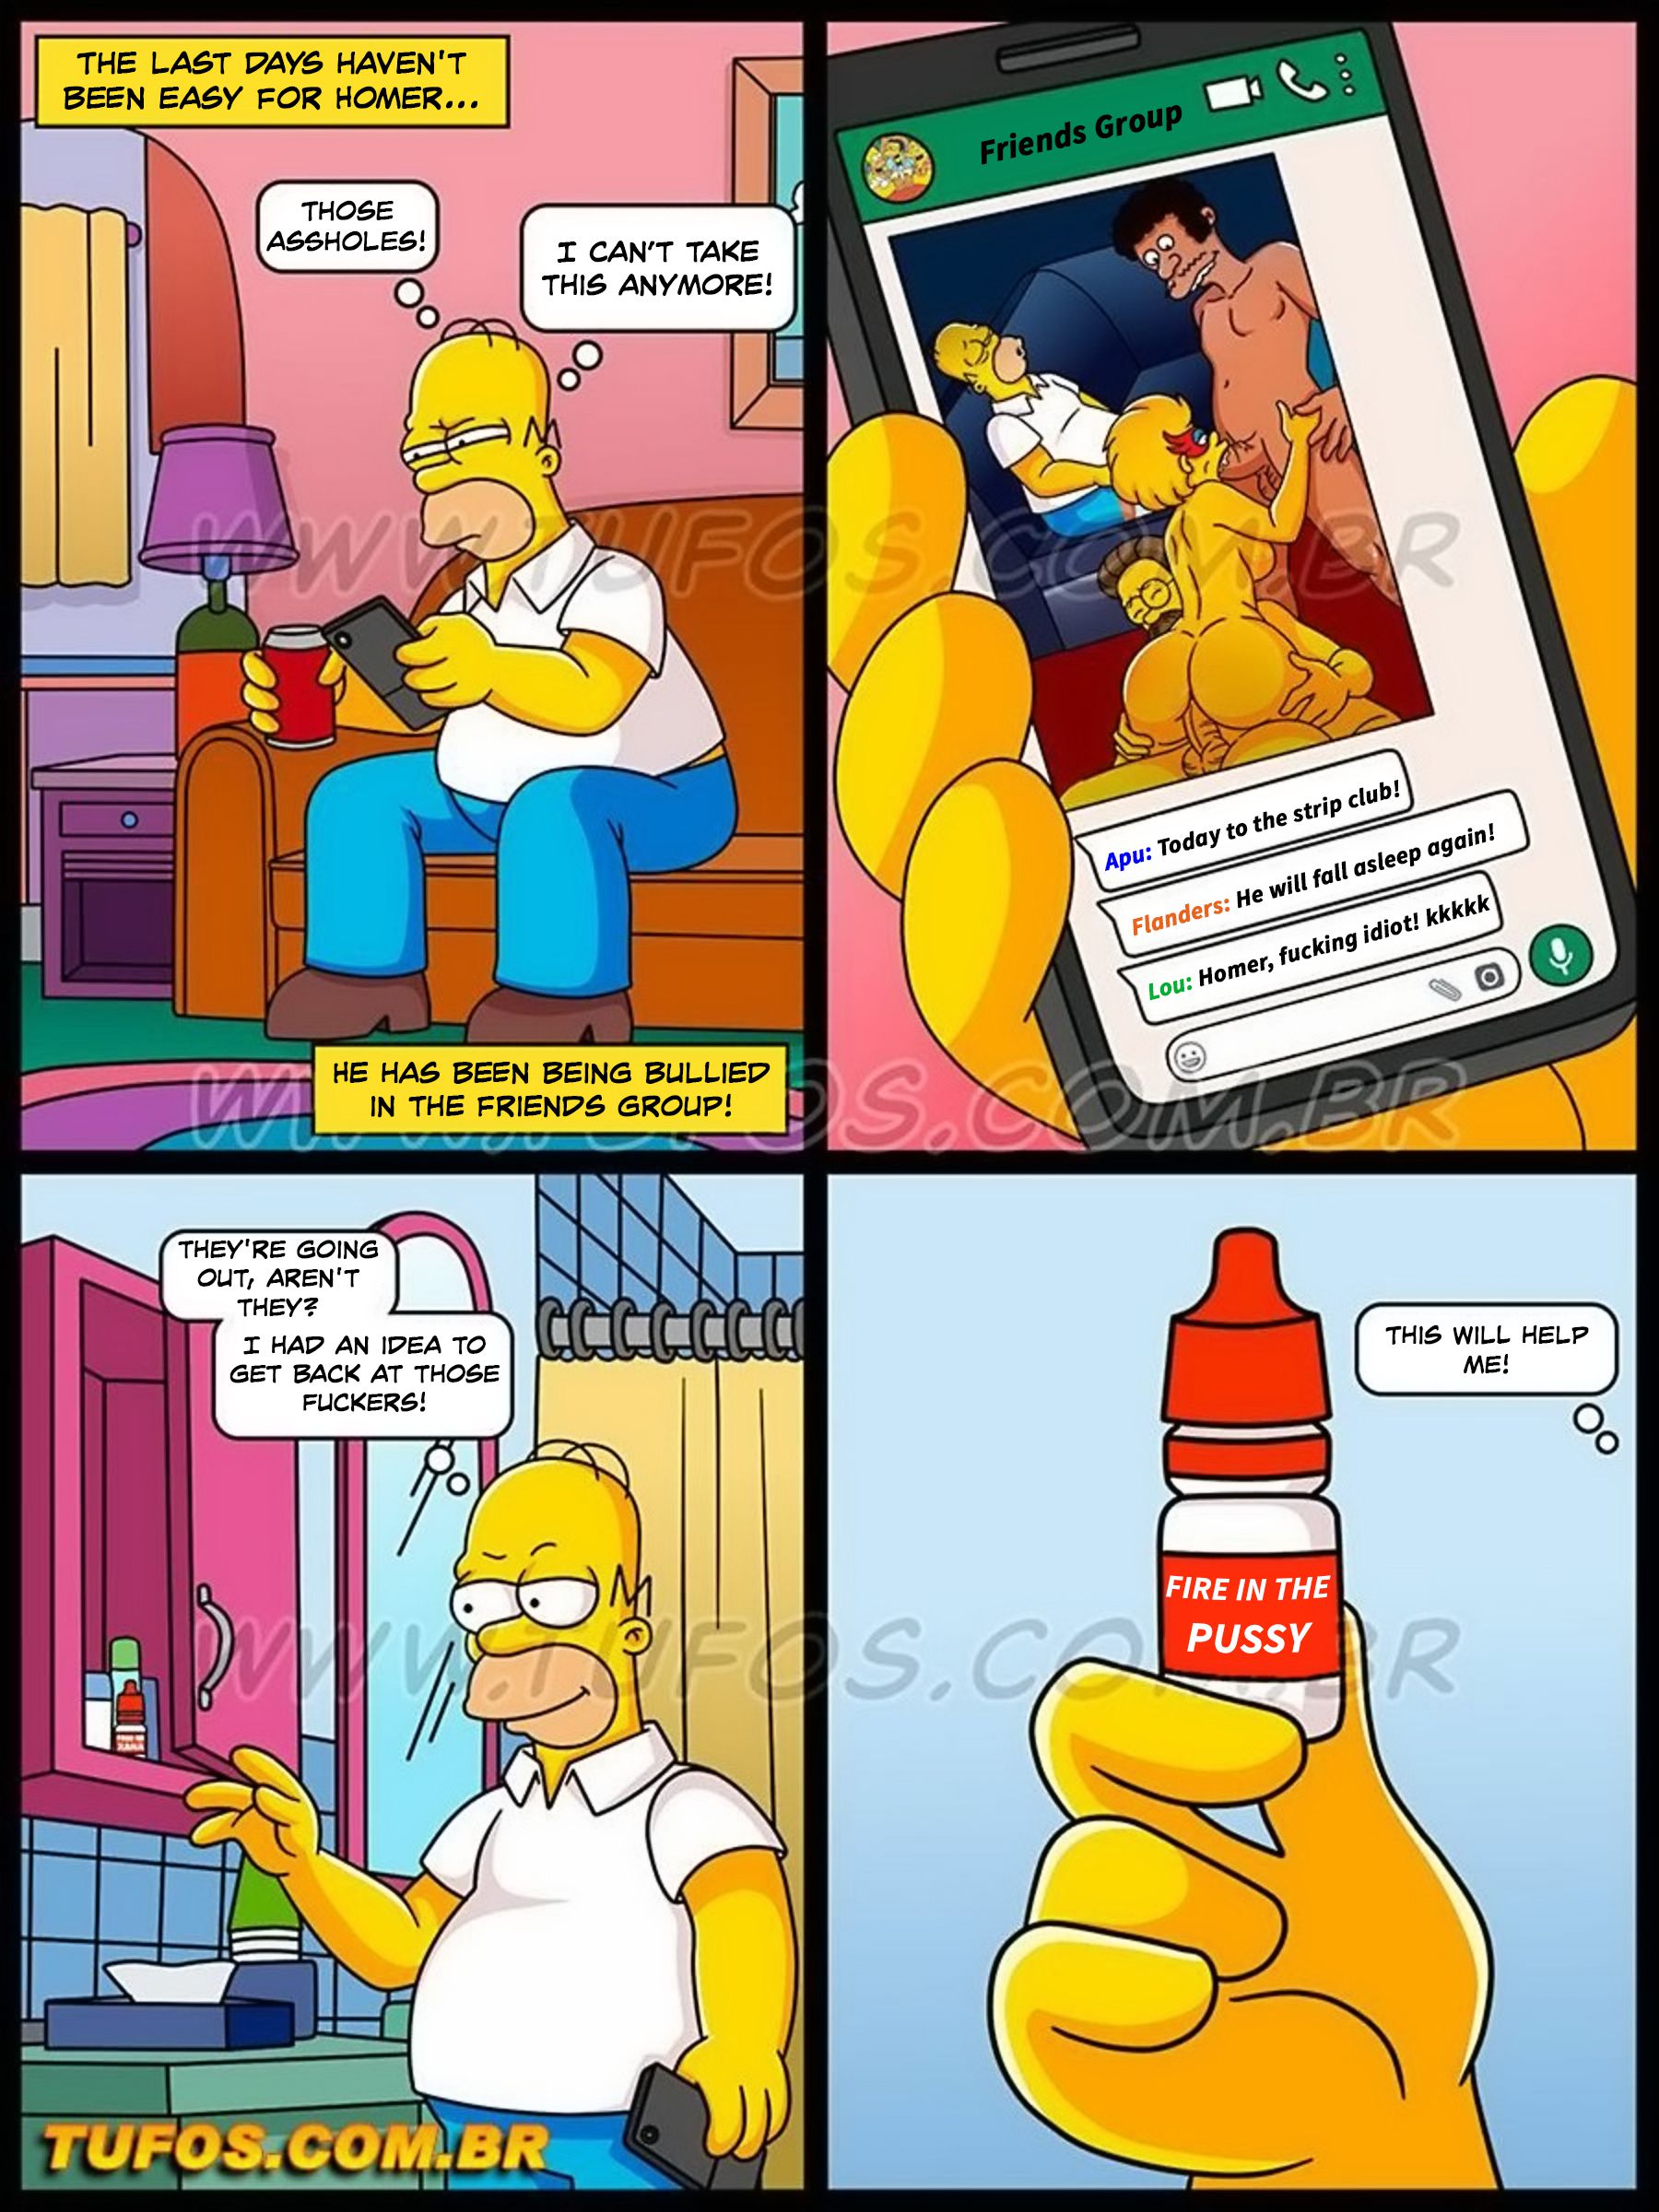 THE LAST DAYS HAVEN'T
BEEN EASY FOR HOMER...
THOSE
ASSHOLES!
I CAN'T TAKE
THIS ANYMORE!
HE HAS BEEN BEING BULLIED
IN THE FRIENDS GROUP!
Friends Group
Apu: Today to the strip club!
Flanders: He will fall asleep again!
Lou: Homer, fucking idiot! kkkkk
WWW.TUFOS.COM.BR
WWW.TUFOS.COM.BR
THEY'RE GOING
OUT, AREN'T
THEY?
I HAD AN IDEA TO
GET BACK AT THOSE
FUCKERS!
THIS WILL HELP
ME!
FIRE IN THE
PUSSY
WWW.TUFOS.COM.BR
TUFOS.COM.BR